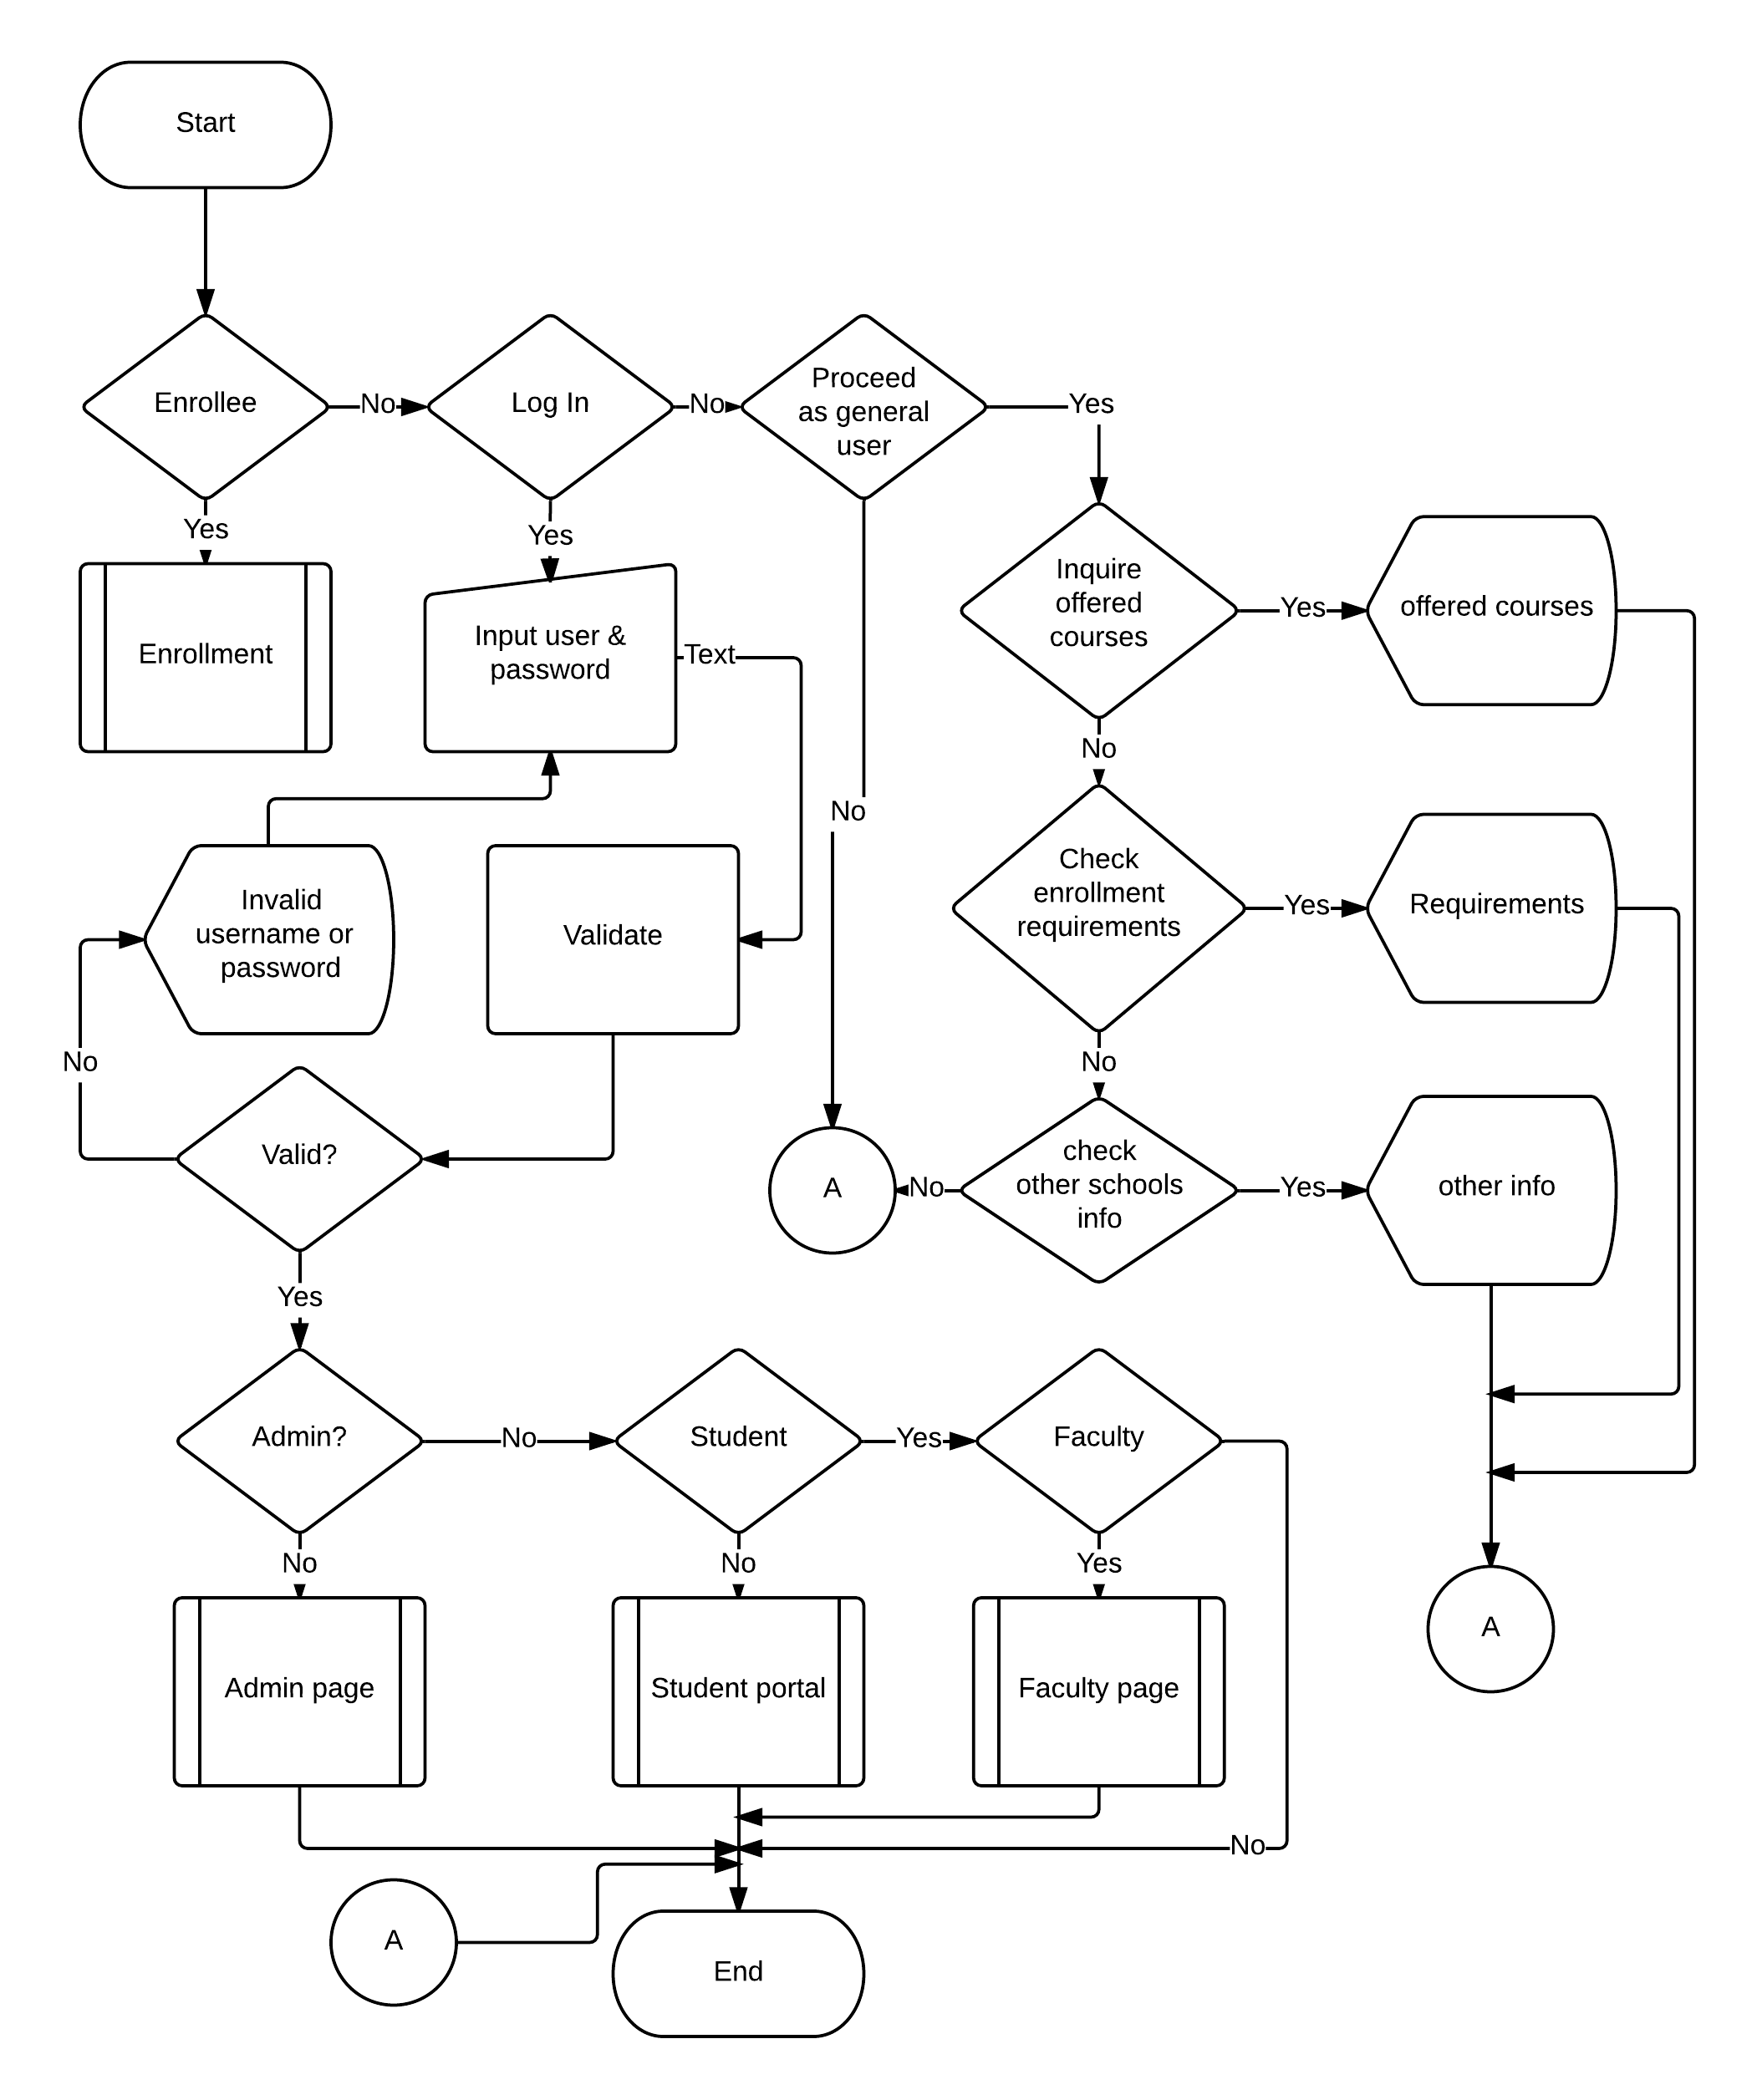 Start
Enrollee
No
Log In
No
Proceed
as general
user
Yes
Yes
Yes
No
Enrollment
Input user &
password
Text
Inquire
offered
courses
Yes
offered courses
No
Invalid
username or
password
Validate
Check
enrollment
requirements
Yes
Requirements
No
No
Valid?
A
No
check
other schools
info
Yes
other info
Yes
Admin?
No
Student
Yes
Faculty
No
No
Yes
Admin page
Student portal
Faculty page
A
No
A
End